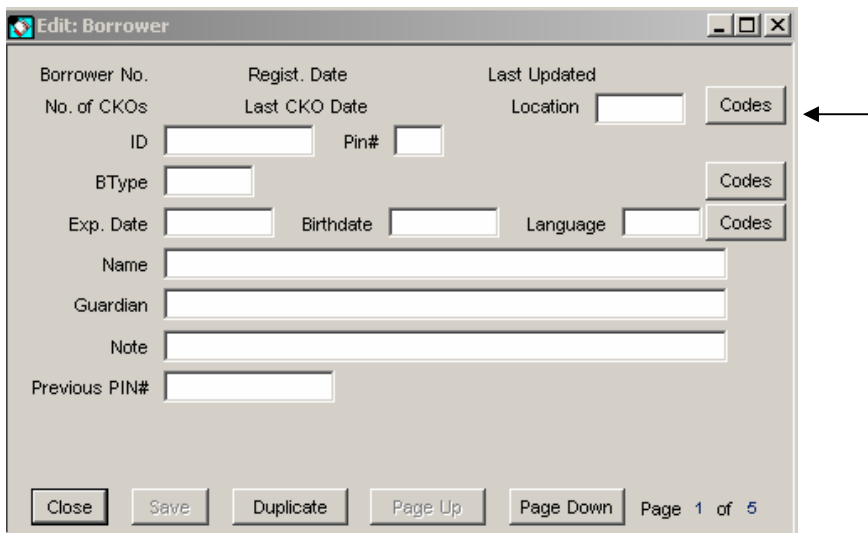 Edit: Borrower
Borrower No. Regist. Date Last Updated
No. of CKOs Last CKO Date Location Codes
ID Pin#
BType Codes
Exp. Date Birthdate Language Codes
Name
Guardian
Note
Previous PIN#
Close Save Duplicate Page Up Page Down Page 1 of 5